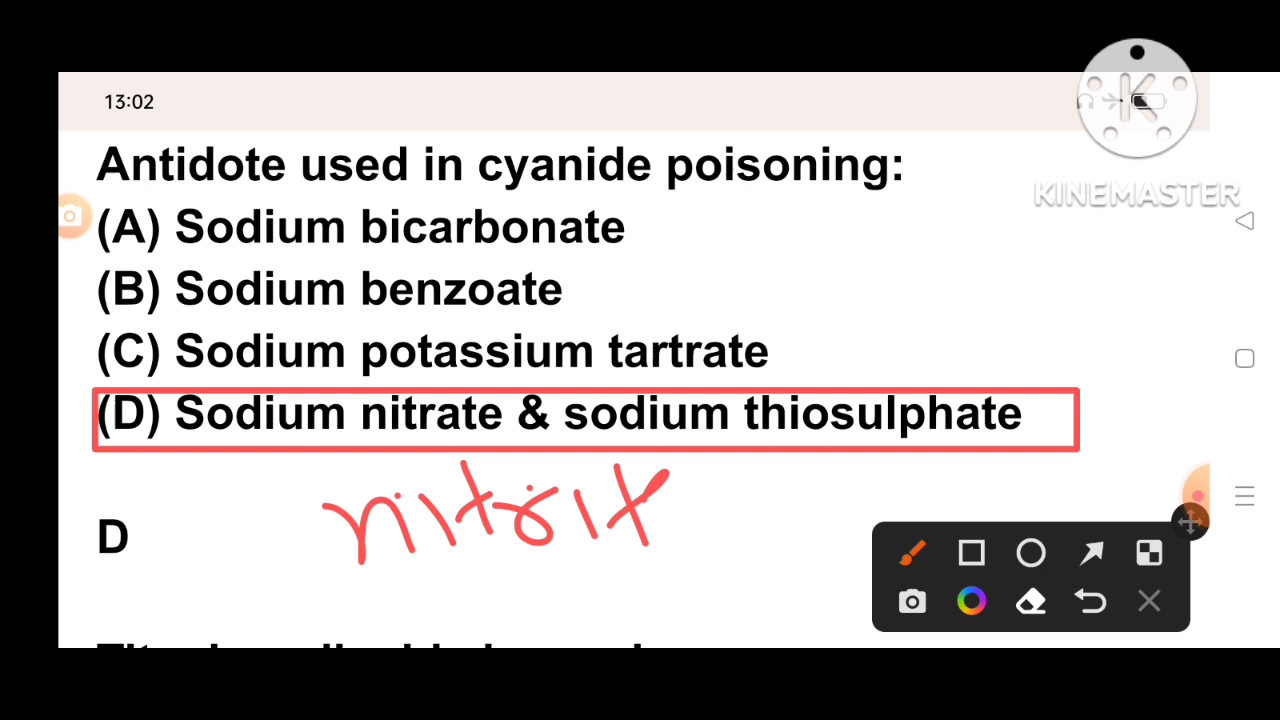 13:02
KINEMASTER
Antidote used in cyanide poisoning:
(A) Sodium bicarbonate
(B) Sodium benzoate
(C) Sodium potassium tartrate
(D) Sodium nitrate & sodium thiosulphate
nitrit
D